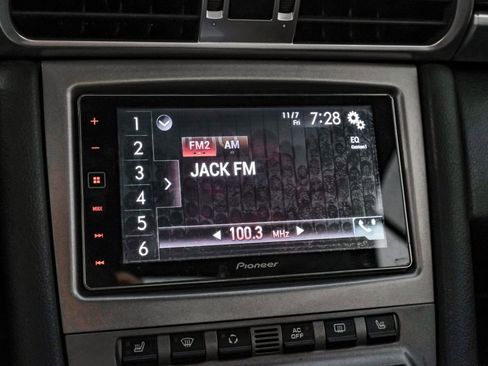 11/7
Fri
7:28
1
2
3
4
5
6
FM2
AM
EQ
Custom1
JACK FM
100.3 MHz
Pioneer
AC
OFF